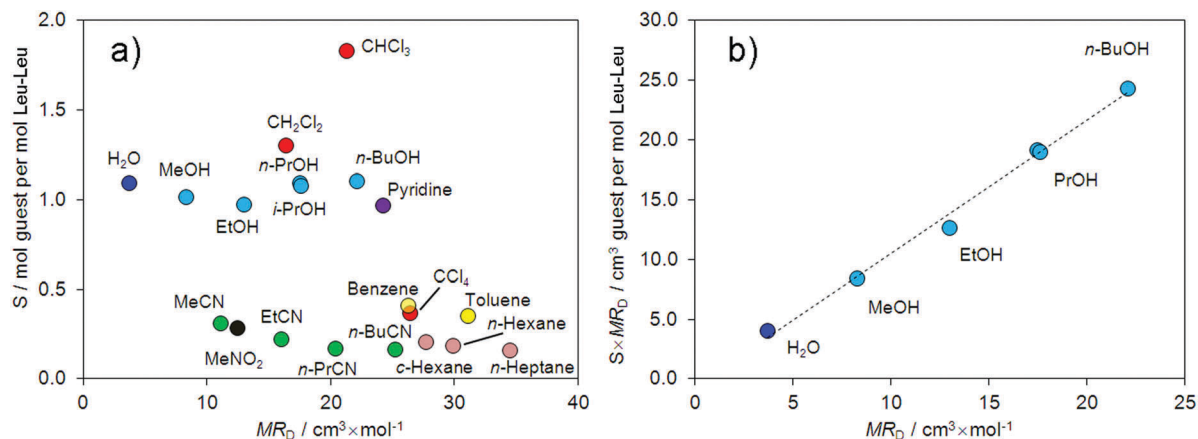 a)
S / mol guest per mol Leu-Leu
2.0
1.5
1.0
0.5
0.0
CHCl3
CH2Cl2
H2O
MeOH
n-PrOH
n-BuOH
EtOH
i-PrOH
Pyridine
MeCN
EtCN
Benzene
CCl4
Toluene
MeNO2
n-PrCN
n-BuCN
c-Hexane
n-Hexane
n-Heptane
0 10 20 30 40
MRD / cm³×mol⁻¹
b)
S×MRD / cm³ guest per mol Leu-Leu
30.0
25.0
20.0
15.0
10.0
5.0
0.0
n-BuOH
PrOH
EtOH
MeOH
H2O
0 5 10 15 20 25
MRD / cm³×mol⁻¹